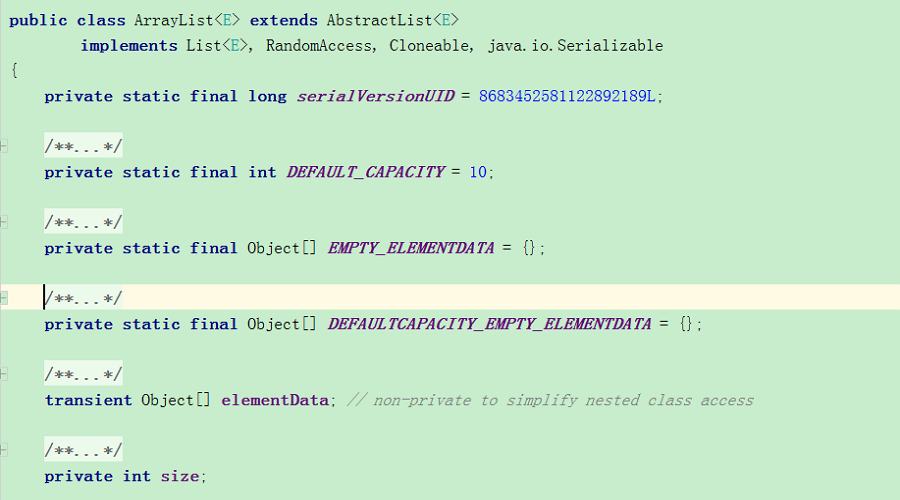 public class ArrayList<E> extends AbstractList<E>
        implements List<E>, RandomAccess, Cloneable, java.io.Serializable
{
    private static final long serialVersionUID = 8683452581122892189L;
    /**...*/
    private static final int DEFAULT_CAPACITY = 10;
    /**...*/
    private static final Object[] EMPTY_ELEMENTDATA = {};
    /**...*/
    private static final Object[] DEFAULTCAPACITY_EMPTY_ELEMENTDATA = {};
    /**...*/
    transient Object[] elementData; // non-private to simplify nested class access
    /**...*/
    private int size;